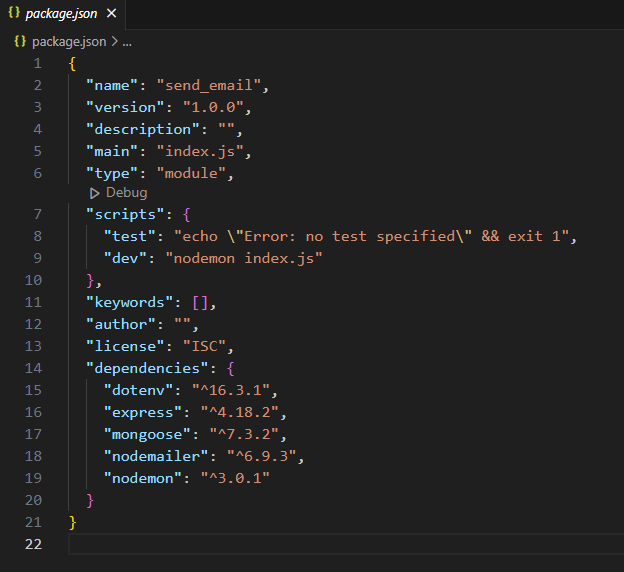 {} package.json ×
{} package.json > ...
1 {
2   "name": "send_email",
3   "version": "1.0.0",
4   "description": "",
5   "main": "index.js",
6   "type": "module",
Debug
7   "scripts": {
8     "test": "echo \"Error: no test specified\" && exit 1",
9     "dev": "nodemon index.js"
10   },
11   "keywords": [],
12   "author": "",
13   "license": "ISC",
14   "dependencies": {
15     "dotenv": "^16.3.1",
16     "express": "^4.18.2",
17     "mongoose": "^7.3.2",
18     "nodemailer": "^6.9.3",
19     "nodemon": "^3.0.1"
20   }
21 }
22